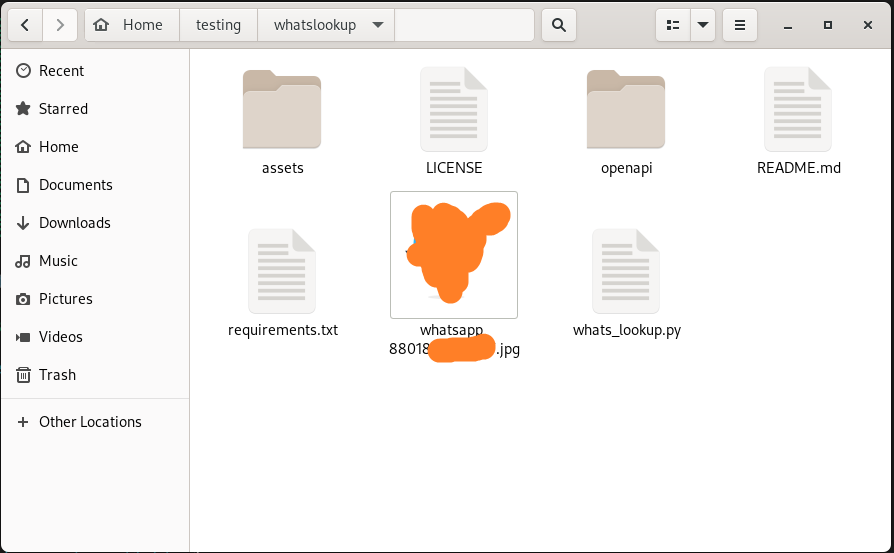 Home testing whatslookup
Recent
Starred
Home
Documents
Downloads
Music
Pictures
Videos
Trash
Other Locations
assets
LICENSE
openapi
README.md
requirements.txt
whatsapp
88018 .jpg
whats_lookup.py